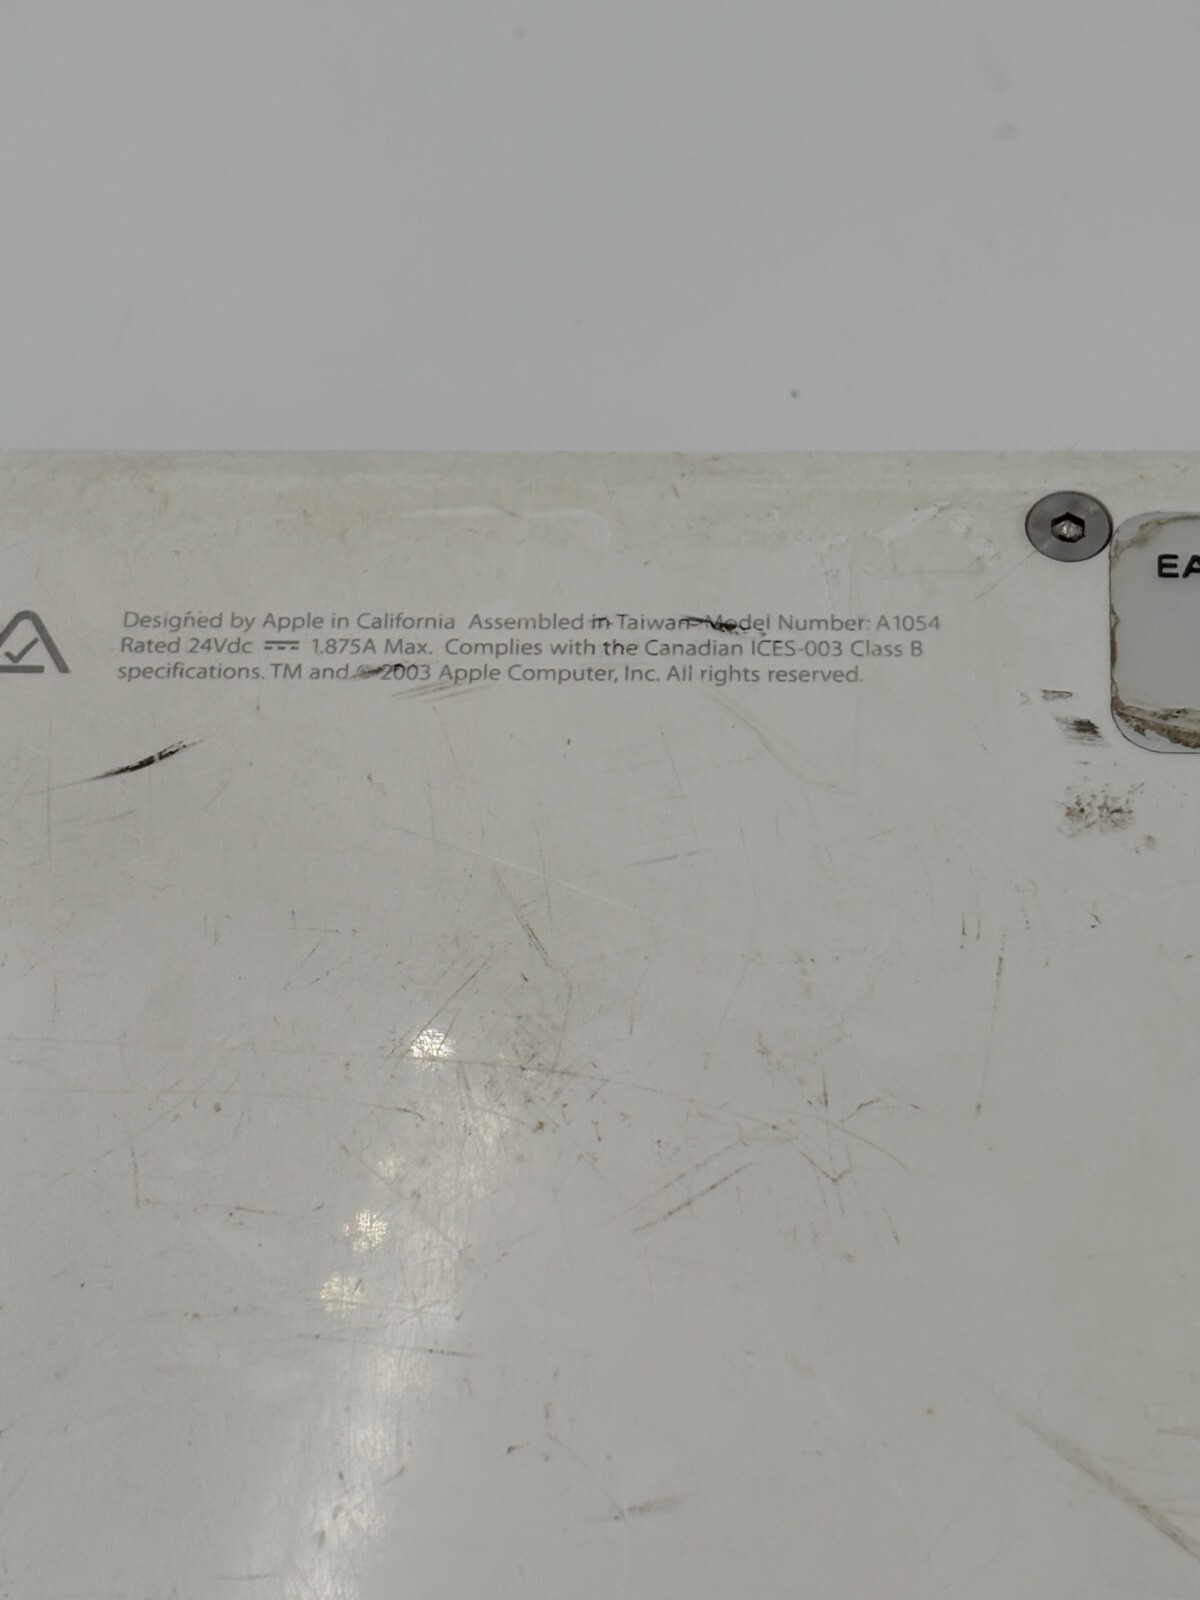 Designed by Apple in California Assembled in Taiwan Model Number: A1054
Rated 24Vdc ⎓ 1.875A Max. Complies with the Canadian ICES-003 Class B
specifications. TM and © 2003 Apple Computer, Inc. All rights reserved.
EA